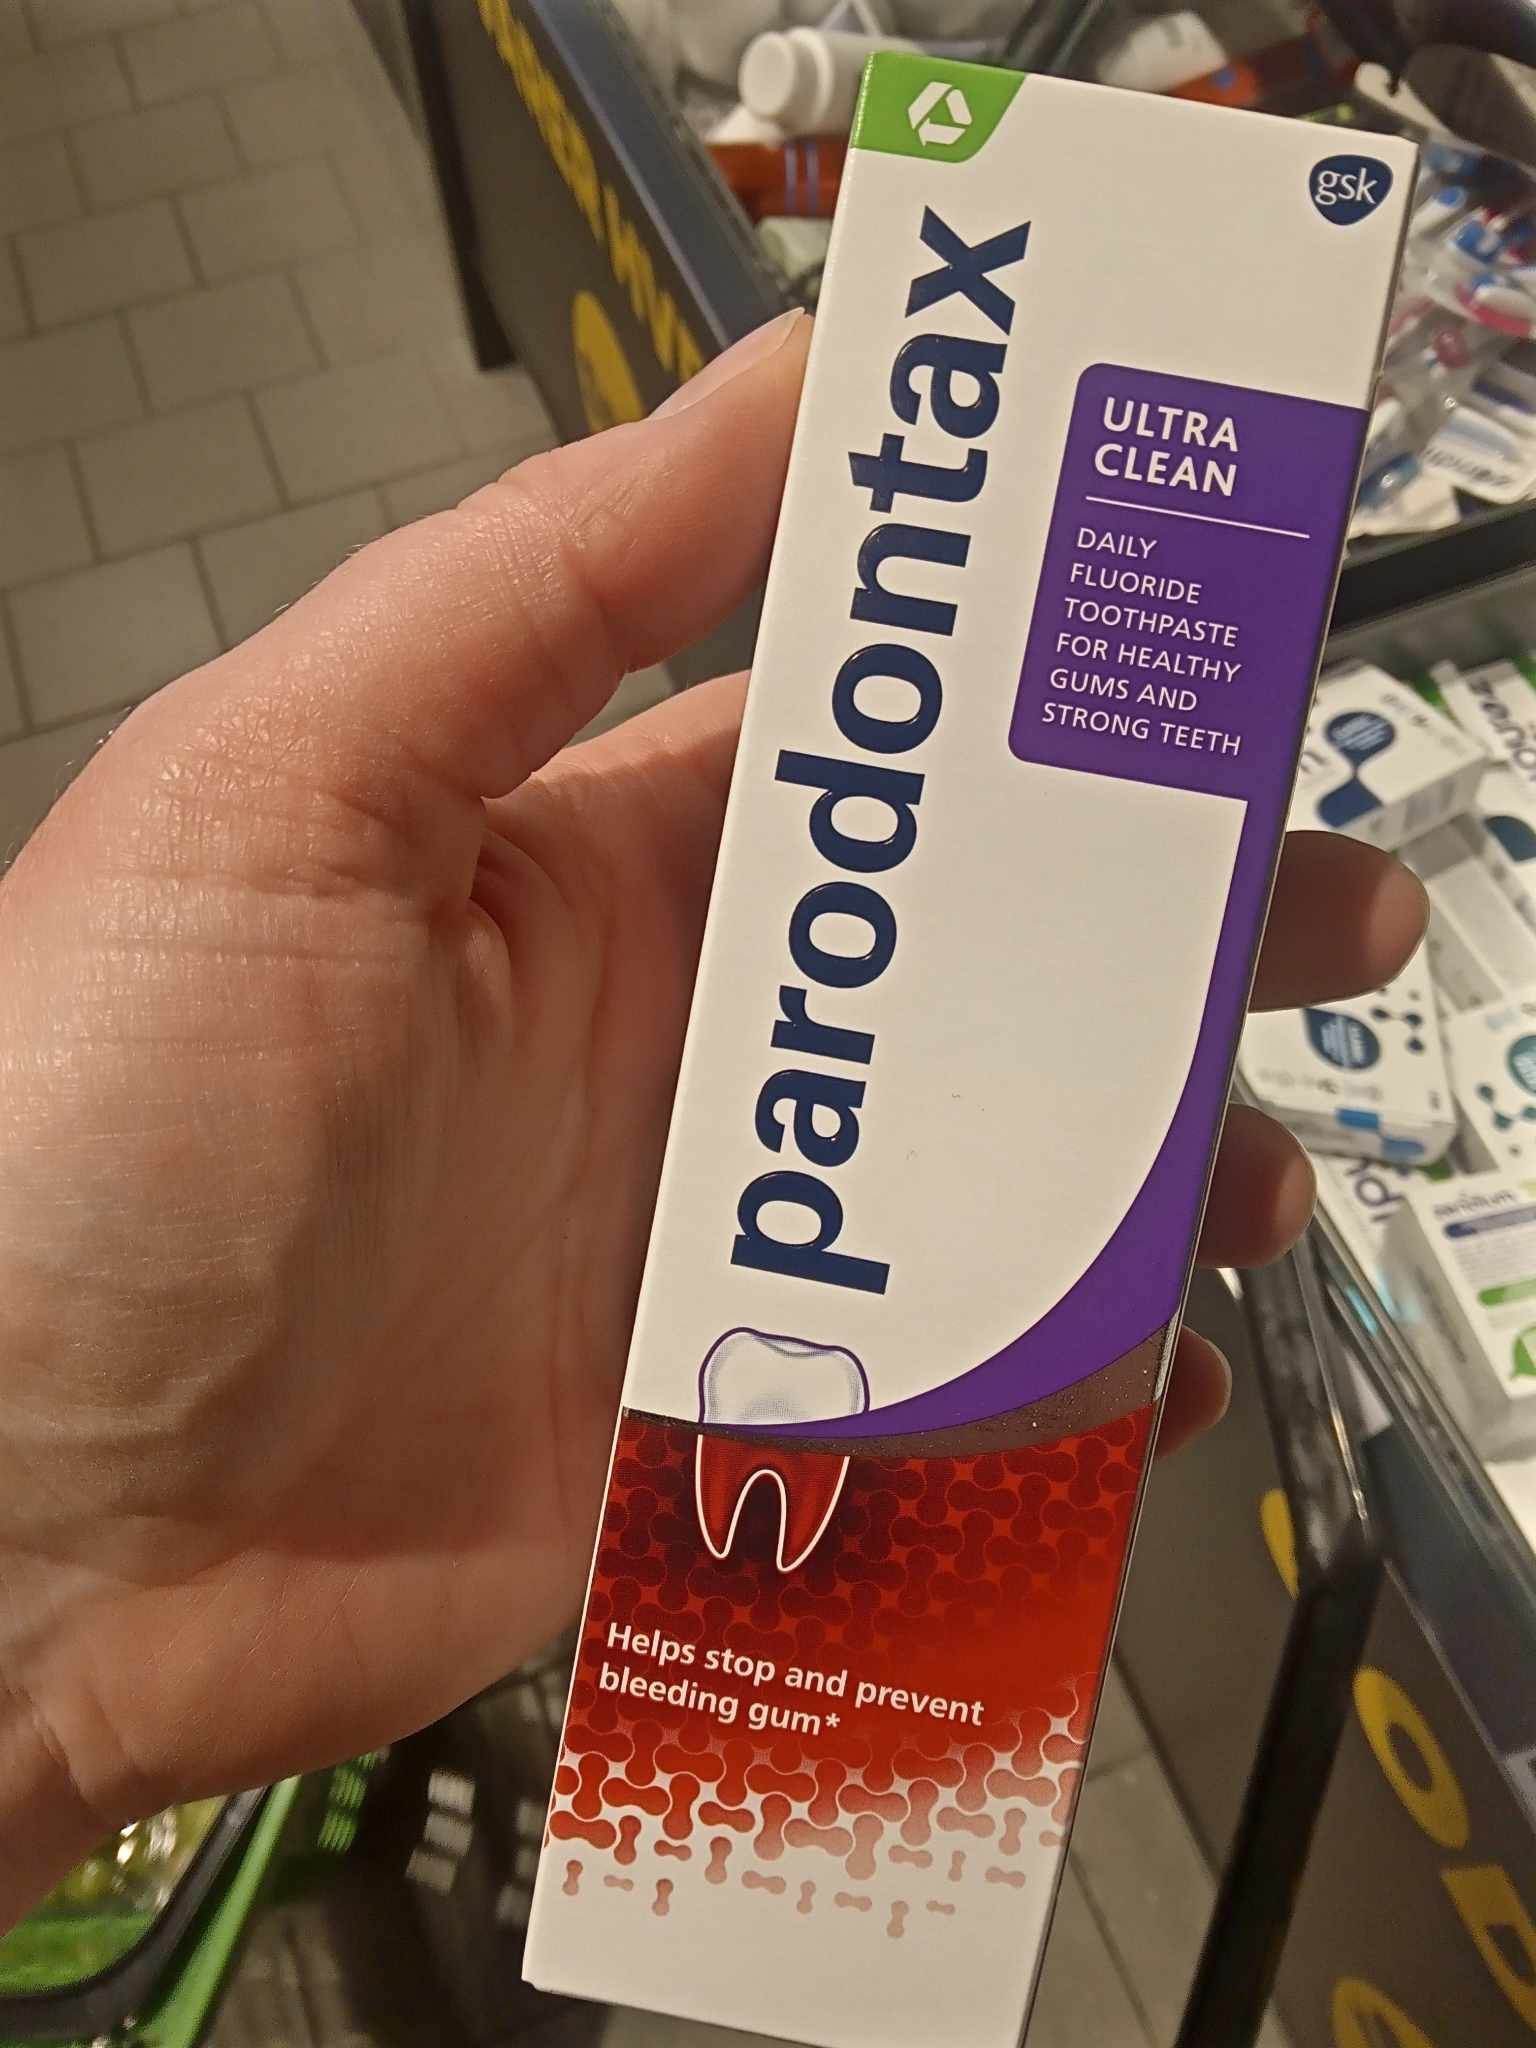 gsk
parodontax
ULTRA
CLEAN
DAILY
FLUORIDE
TOOTHPASTE
FOR HEALTHY
GUMS AND
STRONG TEETH
Helps stop and prevent
bleeding gum*